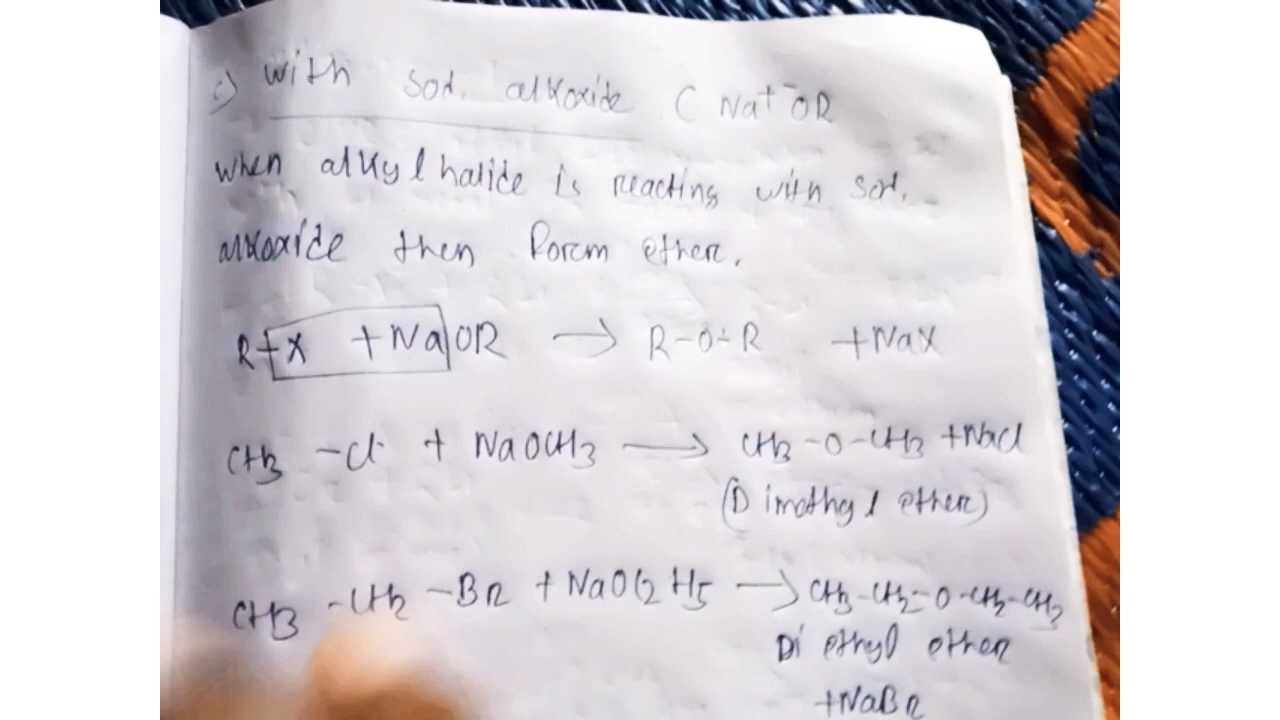 c) with sod. alkoxide ( Na⁺ ⁻OR
when alkyl halide is reacting with sod.
alkoxide then form ether.
R-X + NaOR → R-O-R + NaX
CH3 -Cl + NaOCH3 → CH3 -O-CH3 +NaCl
(Dimethyl ether)
CH3 -CH2 -Br + NaOC2H5 → CH3-CH2-O-CH2-CH3
Di ethyl ether
+NaBr